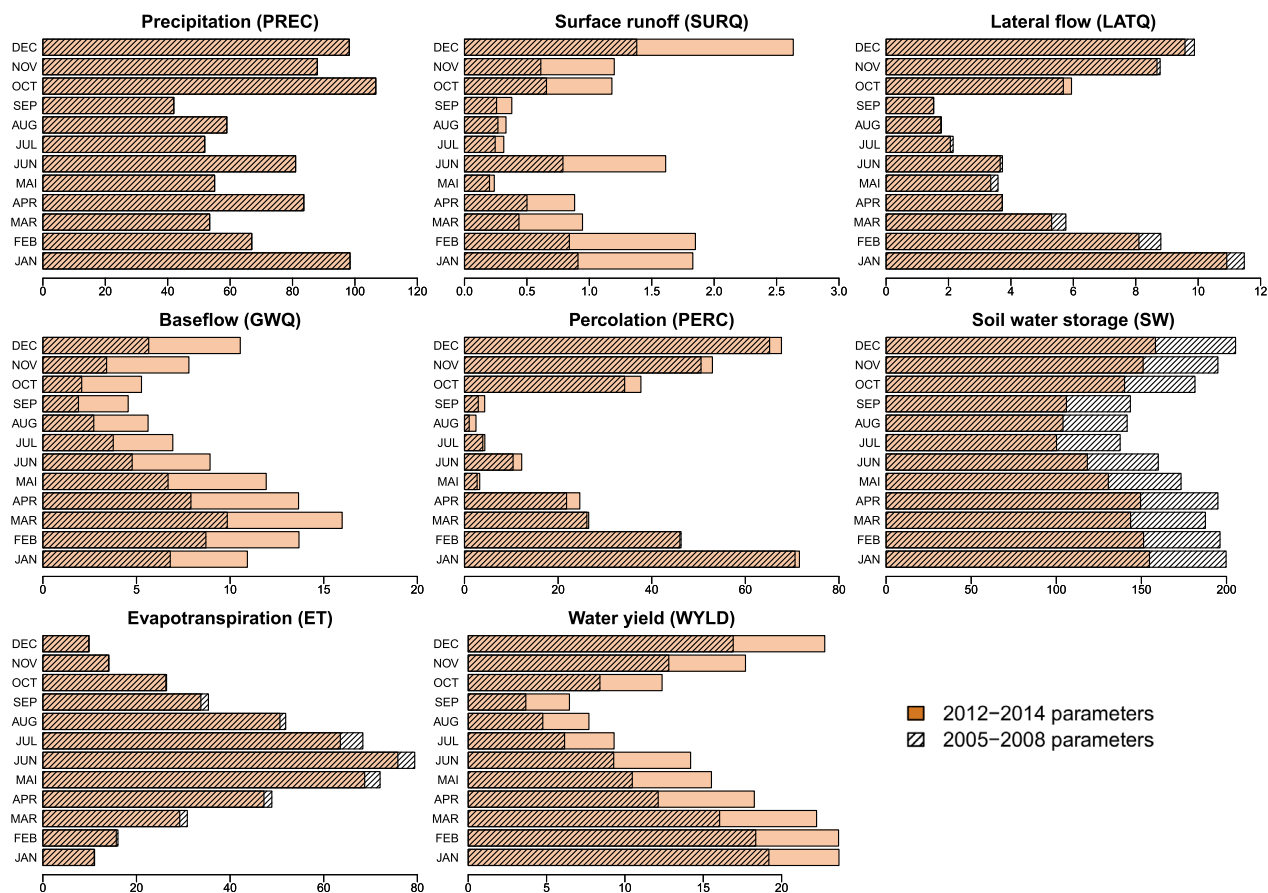 Precipitation (PREC)
DEC
NOV
OCT
SEP
AUG
JUL
JUN
MAI
APR
MAR
FEB
JAN
0 20 40 60 80 100 120
Surface runoff (SURQ)
DEC
NOV
OCT
SEP
AUG
JUL
JUN
MAI
APR
MAR
FEB
JAN
0.0 0.5 1.0 1.5 2.0 2.5 3.0
Lateral flow (LATQ)
DEC
NOV
OCT
SEP
AUG
JUL
JUN
MAI
APR
MAR
FEB
JAN
0 2 4 6 8 10 12
Baseflow (GWQ)
DEC
NOV
OCT
SEP
AUG
JUL
JUN
MAI
APR
MAR
FEB
JAN
0 5 10 15 20
Percolation (PERC)
DEC
NOV
OCT
SEP
AUG
JUL
JUN
MAI
APR
MAR
FEB
JAN
0 20 40 60 80
Soil water storage (SW)
DEC
NOV
OCT
SEP
AUG
JUL
JUN
MAI
APR
MAR
FEB
JAN
0 50 100 150 200
Evapotranspiration (ET)
DEC
NOV
OCT
SEP
AUG
JUL
JUN
MAI
APR
MAR
FEB
JAN
0 20 40 60 80
Water yield (WYLD)
DEC
NOV
OCT
SEP
AUG
JUL
JUN
MAI
APR
MAR
FEB
JAN
0 5 10 15 20
2012−2014 parameters
2005−2008 parameters